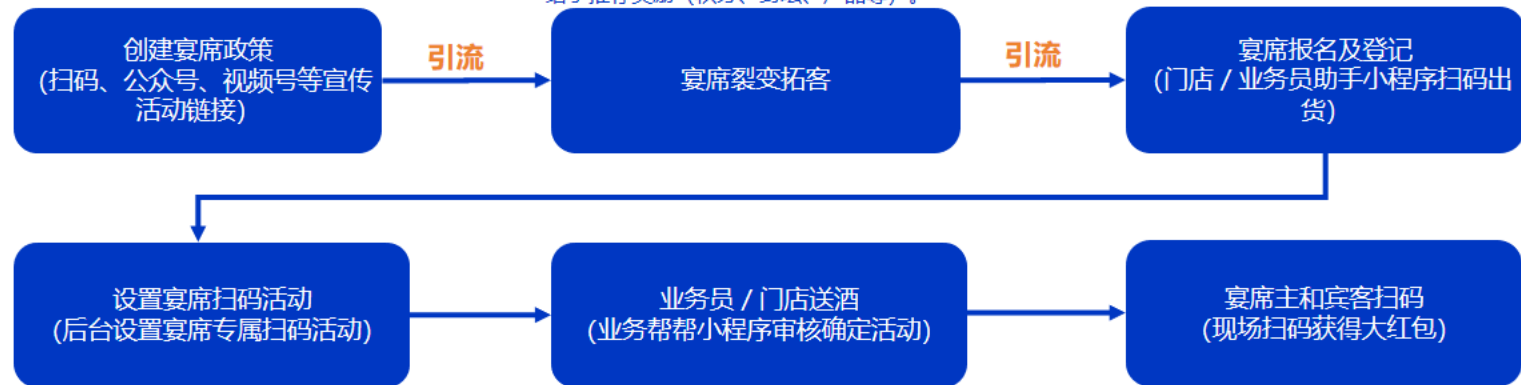 创建宴席政策
(扫码、公众号、视频号等宣传
活动链接)
引流
宴席裂变拓客
引流
宴席报名及登记
(门店 / 业务员助手小程序扫码出
货)
设置宴席扫码活动
(后台设置宴席专属扫码活动)
业务员 / 门店送酒
(业务帮帮小程序审核确定活动)
宴席主和宾客扫码
(现场扫码获得大红包)